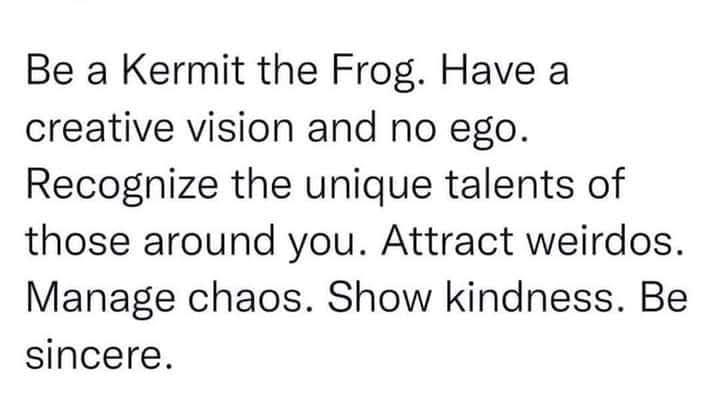 Be a Kermit the Frog. Have a
creative vision and no ego.
Recognize the unique talents of
those around you. Attract weirdos.
Manage chaos. Show kindness. Be
sincere.